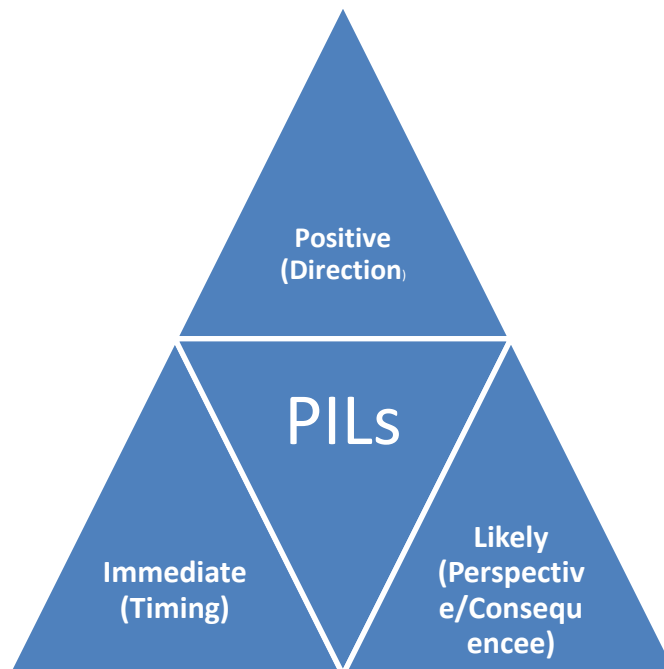 Positive
(Direction)
PILs
Immediate
(Timing)
Likely
(Perspectiv
e/Consequ
encee)